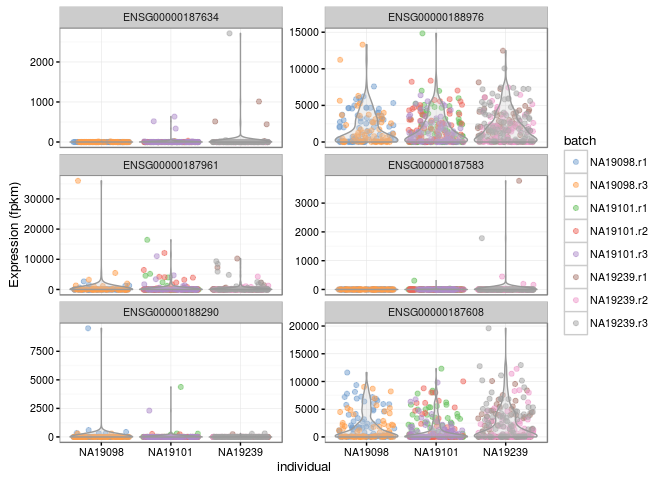 ENSG00000187634
ENSG00000188976
2000
1000
0
15000
10000
5000
0
ENSG00000187961
ENSG00000187583
30000
20000
10000
0
3000
2000
1000
0
ENSG00000188290
ENSG00000187608
7500
5000
2500
0
20000
15000
10000
5000
0
NA19098
NA19101
NA19239
NA19098
NA19101
NA19239
individual
Expression (fpkm)
batch
NA19098.r1
NA19098.r3
NA19101.r1
NA19101.r2
NA19101.r3
NA19239.r1
NA19239.r2
NA19239.r3